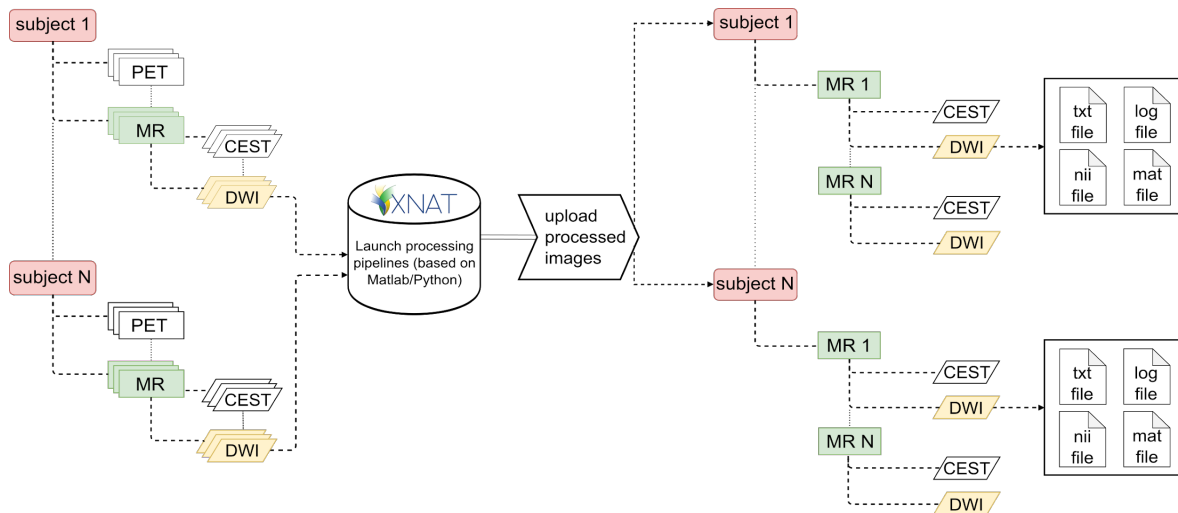 subject 1
PET
MR
CEST
DWI
subject N
PET
MR
CEST
DWI
XNAT
Launch processing
pipelines (based on
Matlab/Python)
upload
processed
images
subject 1
MR 1
CEST
DWI
MR N
CEST
DWI
txt
file
log
file
nii
file
mat
file
subject N
MR 1
CEST
DWI
MR N
CEST
DWI
txt
file
log
file
nii
file
mat
file